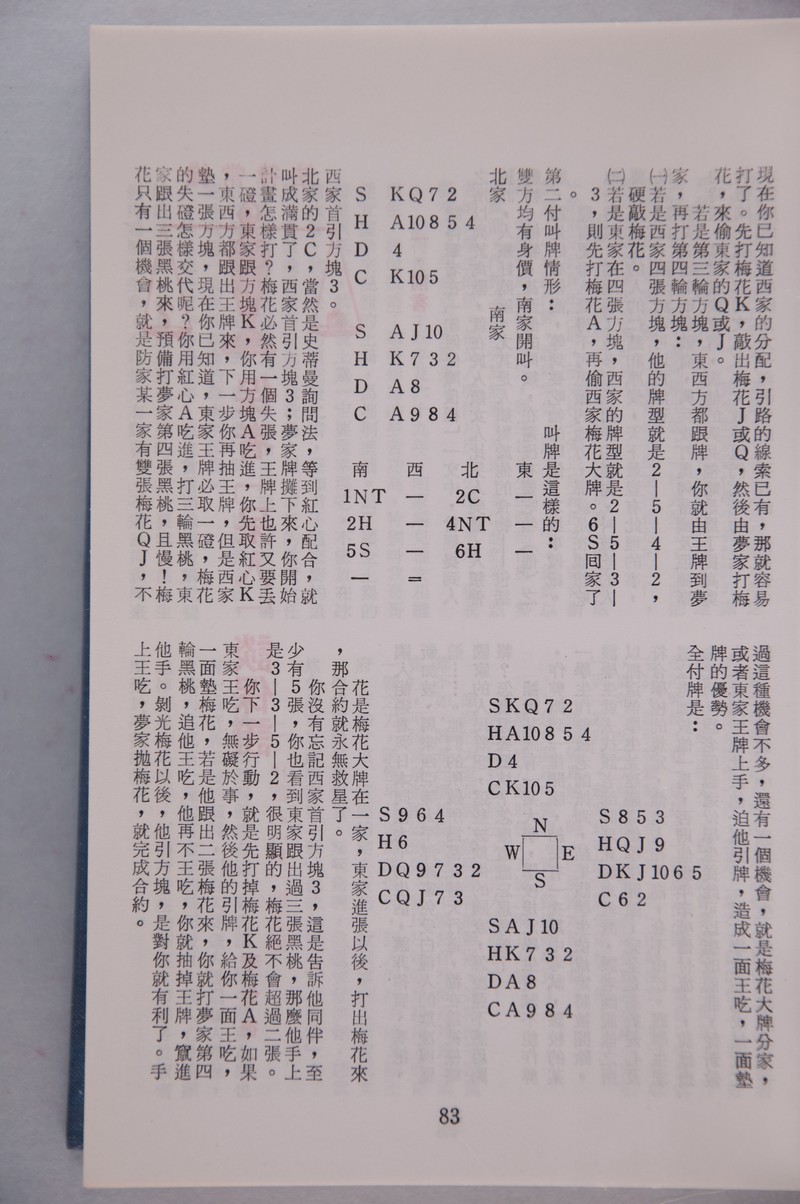 現在你已知道西家的分配，引路的線索已有，那就容易
打了。先打梅花K，敲出梅花J或Q，然後由夢家打梅
花，來偷東家的Q或J。
若是第三輪方塊，東西方都跟牌，你就由王牌到夢
家，再打第四輪方塊：
㈠若是西家四張方塊，他的牌型就是2｜5｜4｜2，
硬敲梅花。
㈡若是東家在四張方塊，西家的牌型就是2｜5｜3｜
3，則先打梅花A，再偷西家梅花大牌。6S囘家了
。
第二付叫牌情形：
雙方均有身價，南家開叫。
叫牌是這樣的：
北家
S KQ72
H A10854
D 4
C K105
南家
S AJ10
H K732
D A8
C A984
南 西 北 東
1NT — 2C —
2H — 4NT —
5S — 6H —
— =
西家首引方塊3。
北家的2C，當然是史蒂曼詢問法，等到紅心配合，就
叫成滿貫了，西家首引方塊3；夢家牌攤下來，你開始
計畫怎樣打？梅花必然有一個失張，王牌上也許又要丟
一磴，東家跟方塊K，你用方塊A吃進，你先取紅心K
，東西方都跟出王牌來，下一步你再抽王牌，但是西家
墊一張方塊，現在你已知道，東家王牌必取一磴，梅花
的失磴怎樣交代呢？你用紅心A吃進，打三輪黑桃，東
家跟出三張黑桃來，預備打夢家第四張黑桃，且慢！梅
花只有一個機會，就是防家某一家有雙張梅花QJ，不
過這種機會不多，還有一個機會，就是梅花大牌分家，
或者東家王牌上手，迫他引牌，造成一面王吃，一面墊
牌的優勢。
全付牌是：
SKQ72
HA10854
D4
CK105
S964
H6
DQ9732
CQJ73
N
W E
S
S853
HQJ9
DKJ1065
C62
SAJ10
HK732
DA8
CA984
花是梅花大牌在一家，東家進張以後，打出梅花來
，那合約就永無救星了。
你沒有忘記西家首引方塊3，這是告訴他同伴，至
少有5張，你也看到東家跟出過三張黑桃，那麼他手上
是3｜3｜5｜2，很明顯的，梅花絕不會超過二張。
你下一步行動，就是先打掉梅花K及梅花A，如果
東家王吃，無礙於事，然後他的引牌，給你一面王吃，
一面墊梅花，若是他跟出二張梅花來，你就打夢家第四
輪黑桃，追他王吃，他再不王吃，你就抽掉王牌，竄進
他手。剝光梅花以後，他引方塊，是對你就有利了。手
上王吃，夢家拋梅花，就完成合約。
83